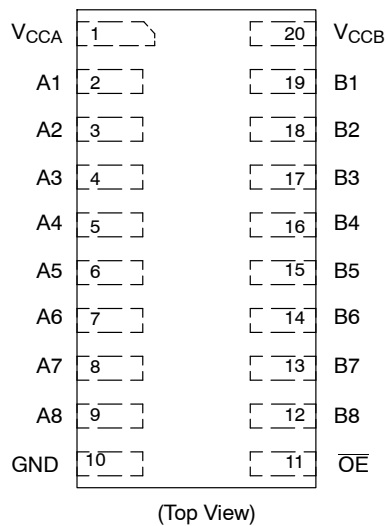 VCCA 1 20 VCCB
A1 2 19 B1
A2 3 18 B2
A3 4 17 B3
A4 5 16 B4
A5 6 15 B5
A6 7 14 B6
A7 8 13 B7
A8 9 12 B8
GND 10 11 O̅E̅
(Top View)